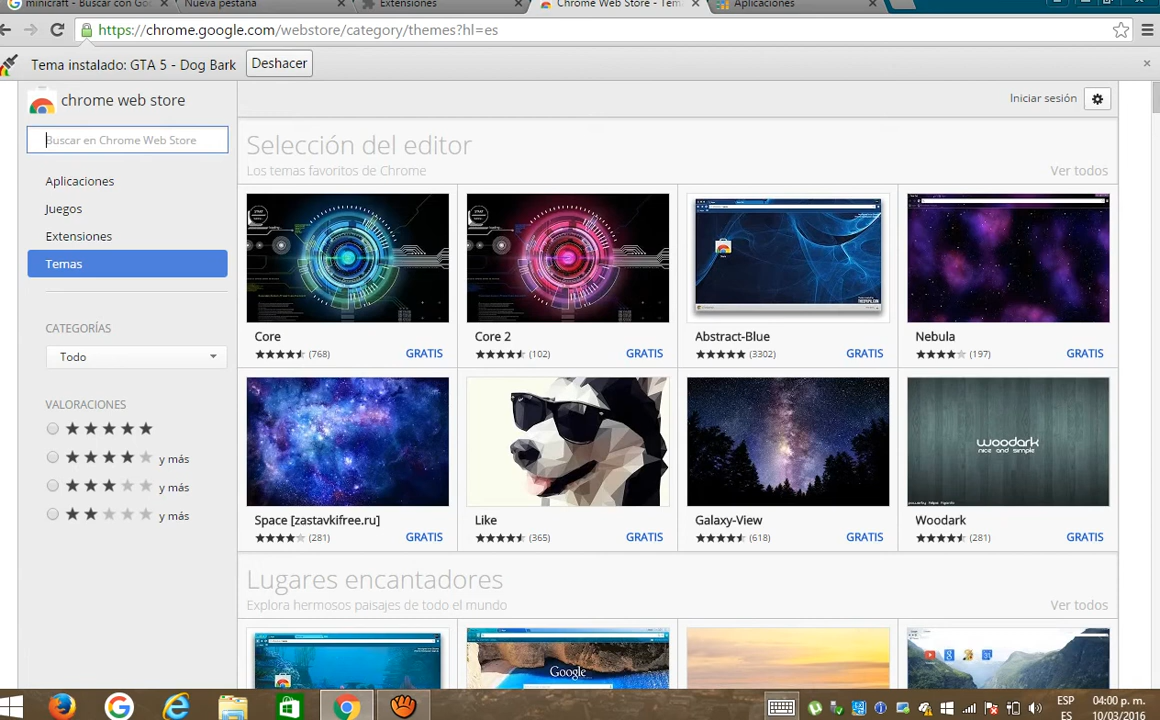 minicraft - Buscar con Goo
Nueva pestaña
Extensiones
Chrome Web Store - Tem
Aplicaciones
https://chrome.google.com/webstore/category/themes?hl=es
Tema instalado: GTA 5 - Dog Bark
Deshacer
chrome web store
Iniciar sesión
Buscar en Chrome Web Store
Aplicaciones
Juegos
Extensiones
Temas
CATEGORÍAS
Todo
VALORACIONES
y más
y más
y más
Selección del editor
Los temas favoritos de Chrome
Ver todos
Core
(768)
GRATIS
Core 2
(102)
GRATIS
Abstract-Blue
(3302)
GRATIS
Nebula
(197)
GRATIS
woodark
nice and simple
Space [zastavkifree.ru]
(281)
GRATIS
Like
(365)
GRATIS
Galaxy-View
(618)
GRATIS
Woodark
(281)
GRATIS
Lugares encantadores
Explora hermosos paisajes de todo el mundo
Ver todos
Google
ESP
ES
04:00 p. m.
10/03/2016